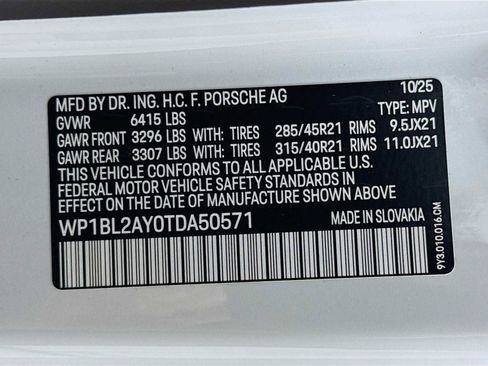 MFD BY DR. ING. H.C. F. PORSCHE AG 10/25
GVWR 6415 LBS TYPE: MPV
GAWR FRONT 3296 LBS WITH: TIRES 285/45R21 RIMS 9.5JX21
GAWR REAR 3307 LBS WITH: TIRES 315/40R21 RIMS 11.0JX21
THIS VEHICLE CONFORMS TO ALL APPLICABLE U.S.
FEDERAL MOTOR VEHICLE SAFETY STANDARDS IN
EFFECT ON THE DATE OF MANUFACTURE SHOWN ABOVE.
WP1BL2AY0TDA50571 MADE IN SLOVAKIA
9Y3.010.016.CM